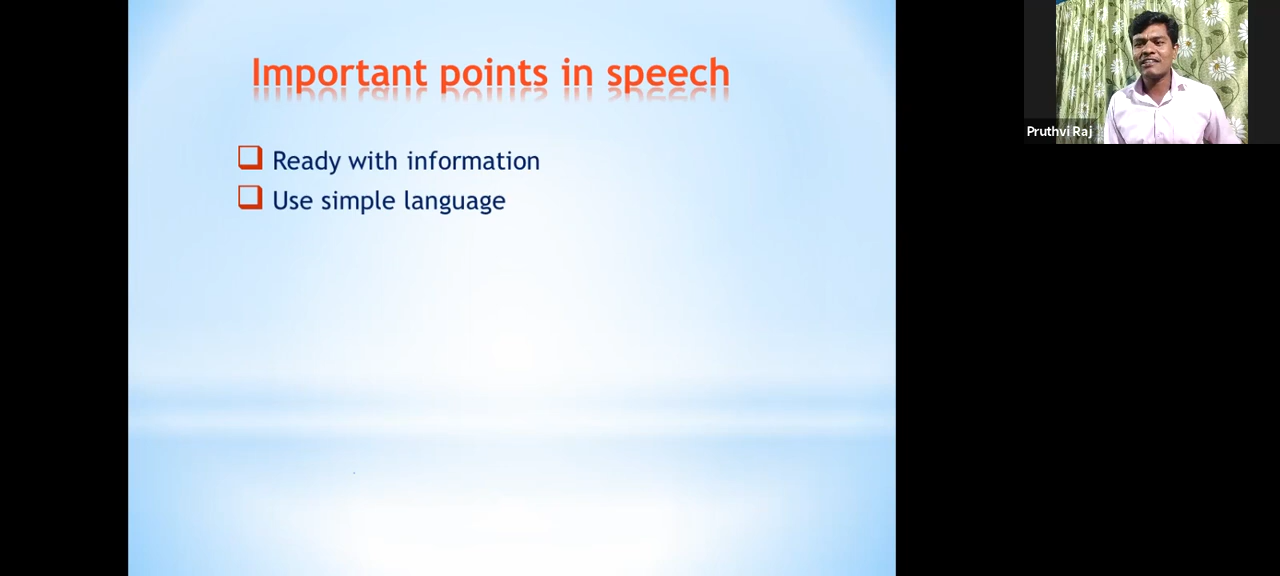 Important points in speech
Ready with information
Use simple language
Pruthvi Raj